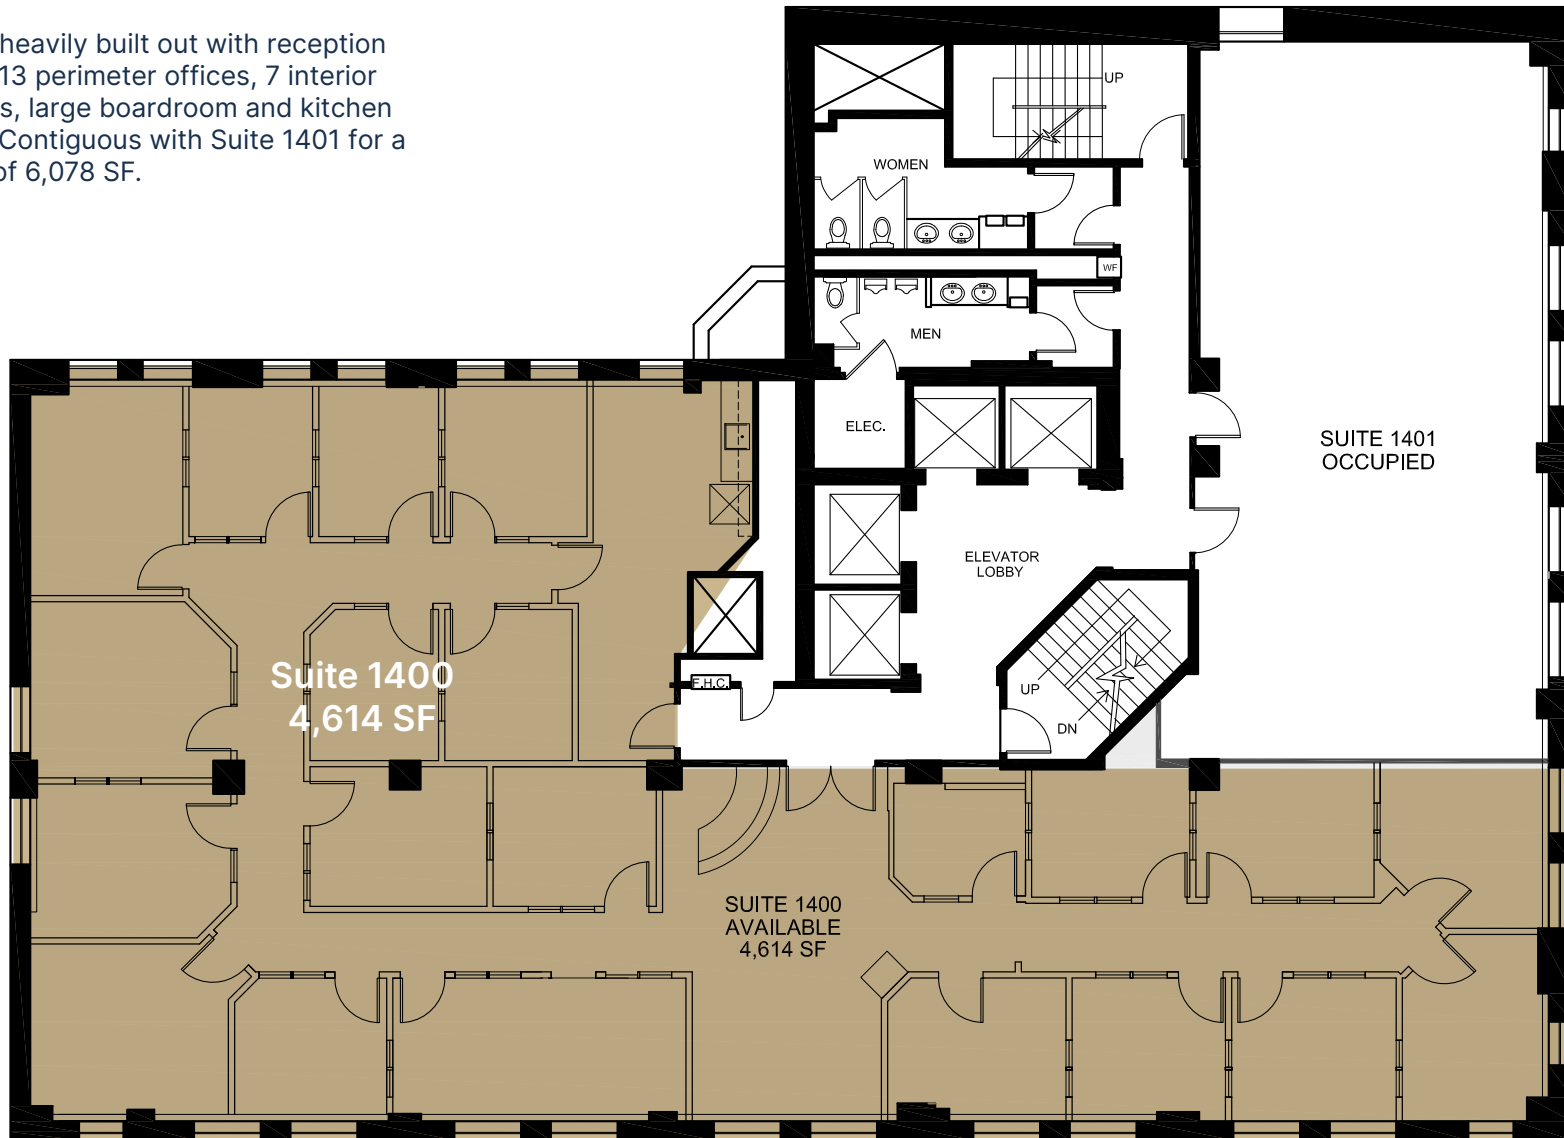 heavily built out with reception
13 perimeter offices, 7 interior
s, large boardroom and kitchen
Contiguous with Suite 1401 for a
of 6,078 SF.
UP
WOMEN
WF
MEN
ELEC.
SUITE 1401
OCCUPIED
ELEVATOR
LOBBY
Suite 1400
4,614 SF
F.H.C.
UP
DN
SUITE 1400
AVAILABLE
4,614 SF